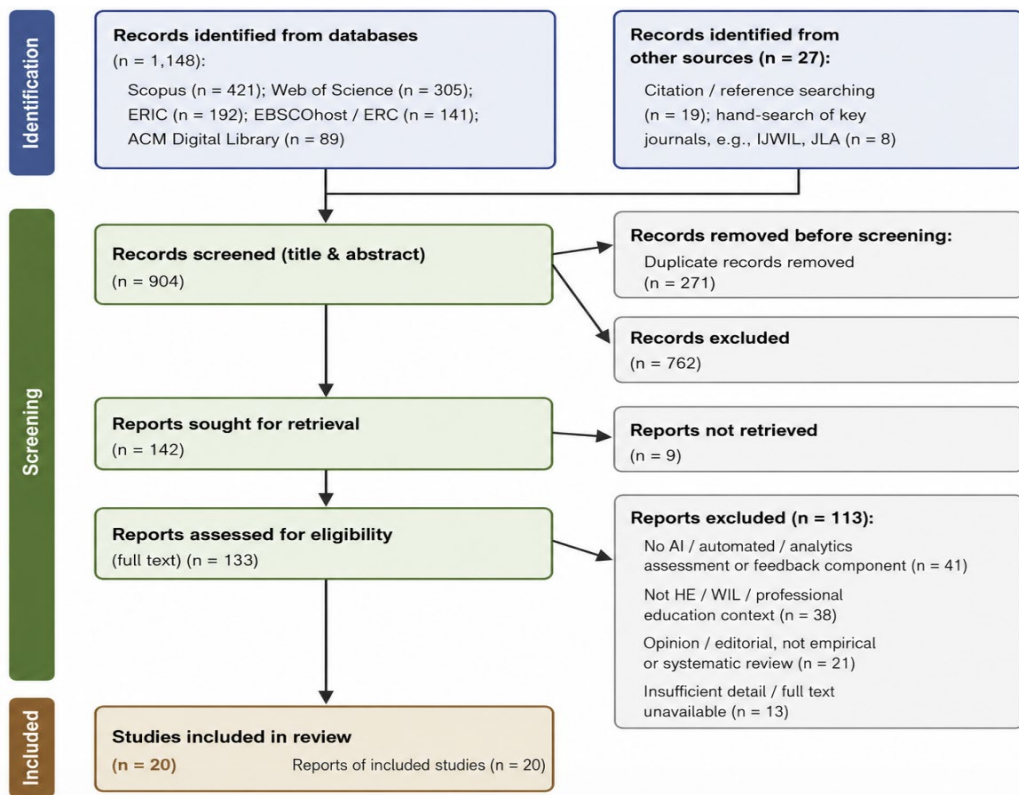 Identification
Records identified from databases
(n = 1,148):
Scopus (n = 421); Web of Science (n = 305);
ERIC (n = 192); EBSCOhost / ERC (n = 141);
ACM Digital Library (n = 89)
Records identified from
other sources (n = 27):
Citation / reference searching
(n = 19); hand-search of key
journals, e.g., IJWIL, JLA (n = 8)
Screening
Records screened (title & abstract)
(n = 904)
Records removed before screening:
Duplicate records removed
(n = 271)
Records excluded
(n = 762)
Reports sought for retrieval
(n = 142)
Reports not retrieved
(n = 9)
Reports assessed for eligibility
(full text) (n = 133)
Reports excluded (n = 113):
No AI / automated / analytics
assessment or feedback component (n = 41)
Not HE / WIL / professional
education context (n = 38)
Opinion / editorial, not empirical
or systematic review (n = 21)
Insufficient detail / full text
unavailable (n = 13)
Included
Studies included in review
(n = 20) Reports of included studies (n = 20)